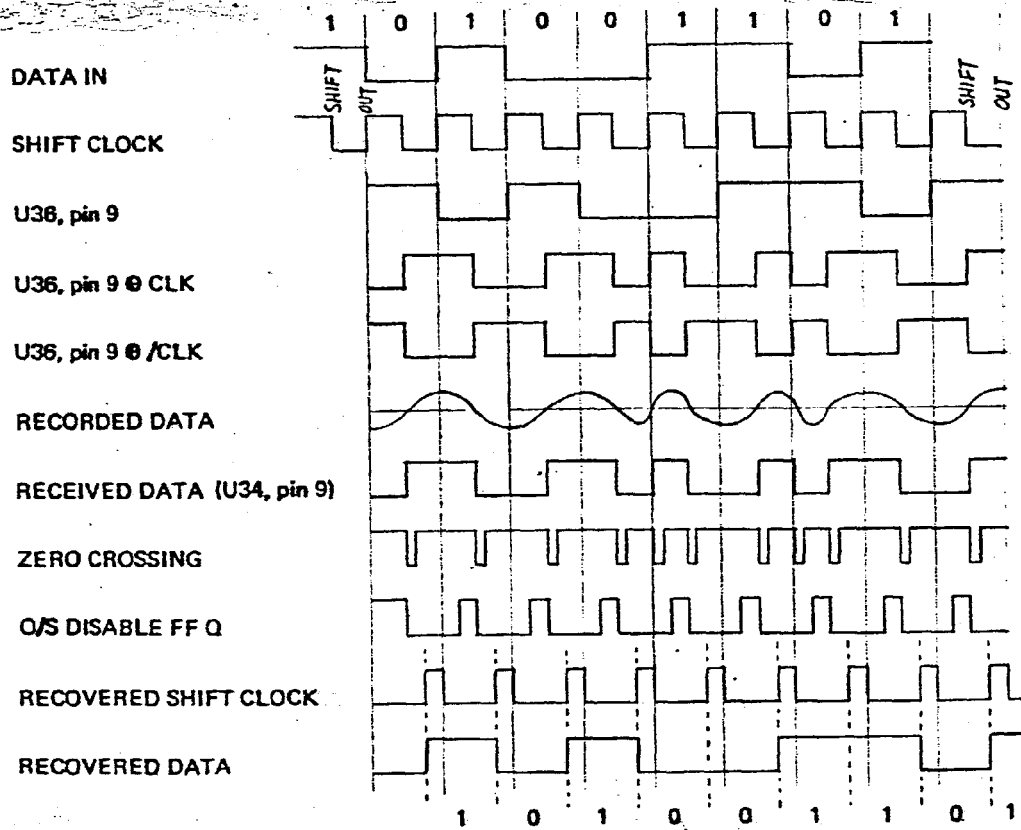 1 0 1 0 0 1 1 0 1
DATA IN
SHIFT OUT
SHIFT OUT
SHIFT CLOCK
U36, pin 9
U36, pin 9 ⊖ CLK
U36, pin 9 ⊖ /CLK
RECORDED DATA
RECEIVED DATA (U34, pin 9)
ZERO CROSSING
O/S DISABLE FF Q
RECOVERED SHIFT CLOCK
RECOVERED DATA
1 0 1 0 0 1 1 0 1